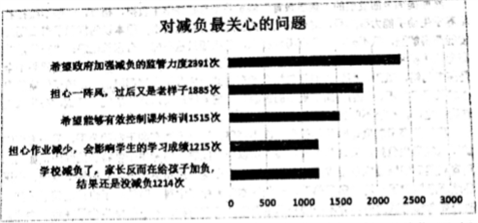 对减负最关心的问题
希望政府加强减负的监管力度2391次
担心一阵风，过后又是老样子1885次
希望能够有效控制课外培训1515次
担心作业减少，会影响学生的学习成绩1215次
学校减负了，家长反而在给孩子加负，
结果还是没减负1214次
0 500 1000 1500 2000 2500 3000